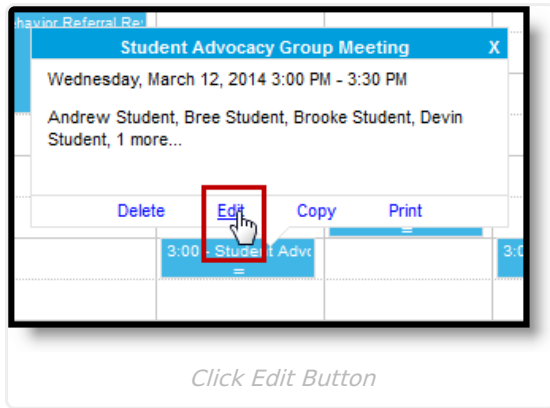 havior Referral Re
Student Advocacy Group Meeting X
Wednesday, March 12, 2014 3:00 PM - 3:30 PM
Andrew Student, Bree Student, Brooke Student, Devin
Student, 1 more...
Delete Edit Copy Print
3:00 - Student Advo 3:0
Click Edit Button